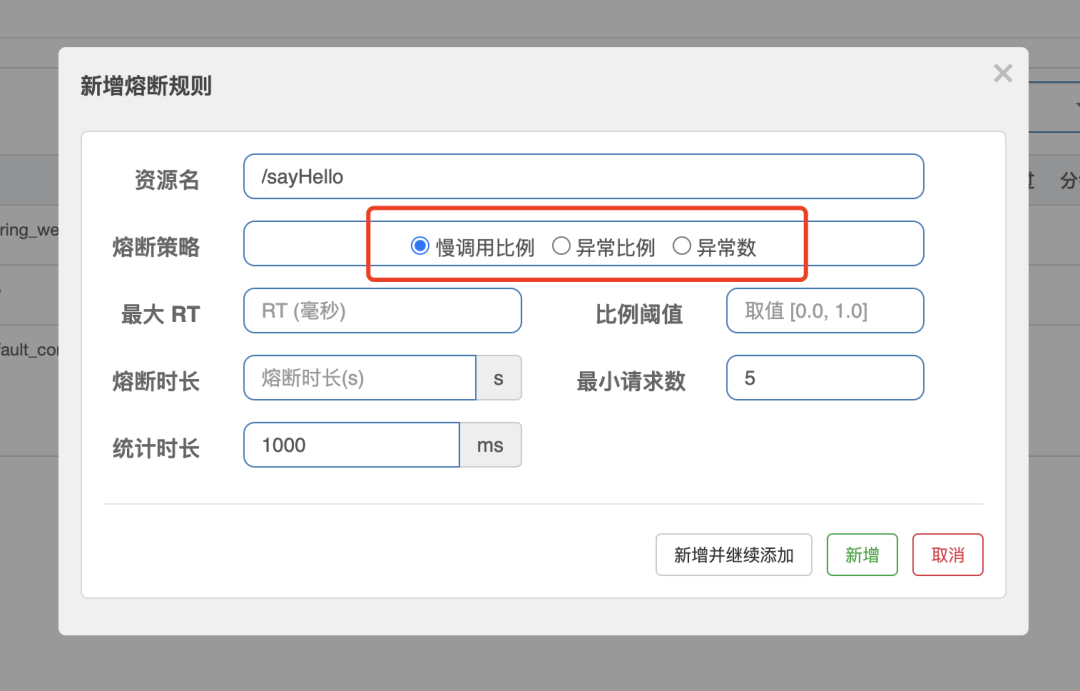 新增熔断规则
×
资源名 /sayHello
熔断策略 慢调用比例 异常比例 异常数
最大 RT RT (毫秒) 比例阈值 取值 [0.0, 1.0]
熔断时长 熔断时长(s) s 最小请求数 5
统计时长 1000 ms
新增并继续添加 新增 取消
ring_we
fault_co